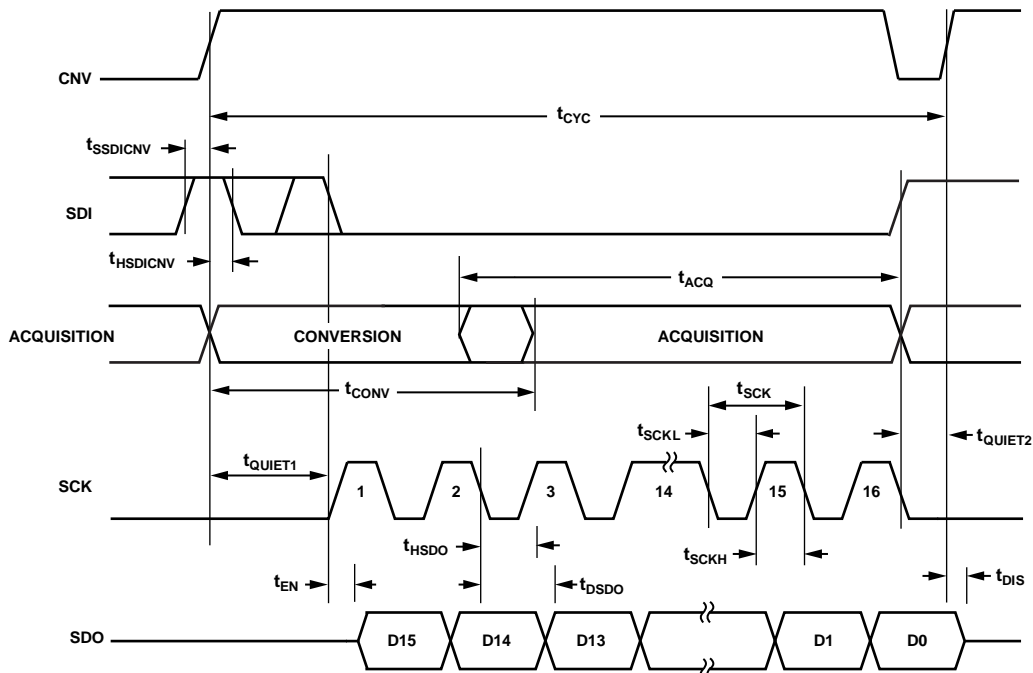 CNV
tCYC
tSSDICNV
SDI
tHSDICNV
tACQ
ACQUISITION CONVERSION ACQUISITION
tCONV
tSCK
tSCKL
tQUIET2
tQUIET1
SCK 1 2 3 14 15 16
tHSDO
tSCKH
tEN tDSDO tDIS
SDO D15 D14 D13 D1 D0